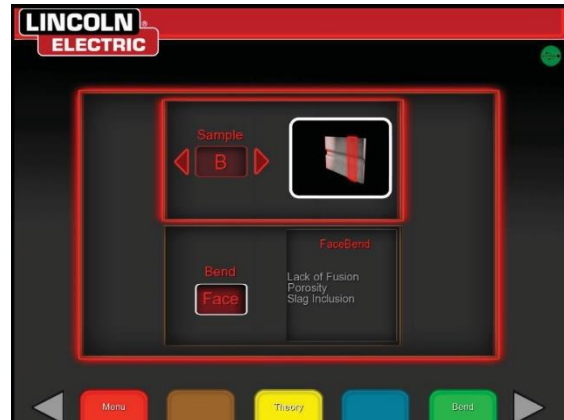 LINCOLN ®
ELECTRIC
Sample
B
FaceBend
Bend
Face
Lack of Fusion
Porosity
Slag Inclusion
Menu
Theory
Bend